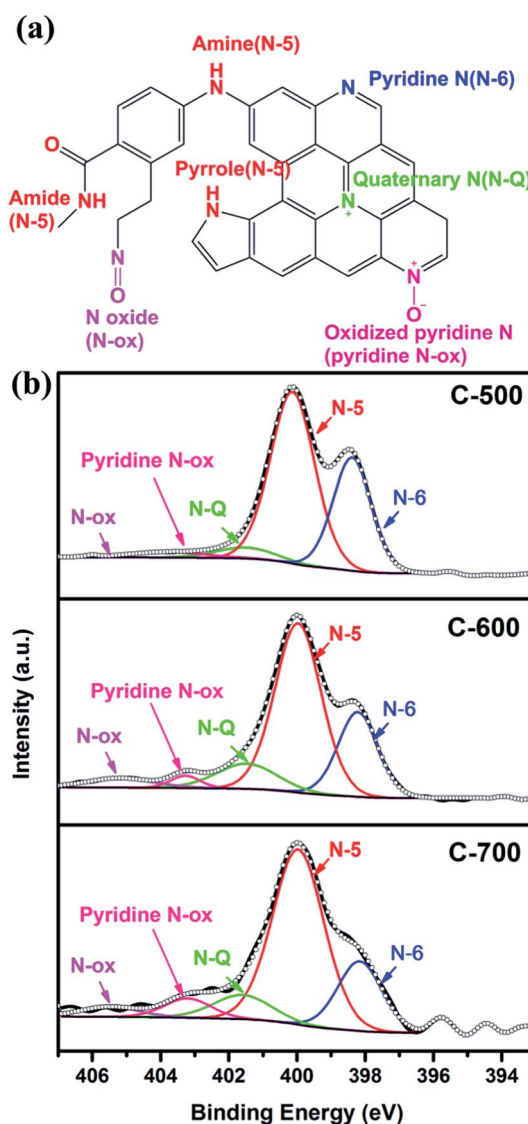 (a)
Amine(N-5)
H
N
N
Pyridine N(N-6)
O
Pyrrole(N-5)
Quaternary N(N-Q)
NH
Amide
(N-5)
H
N
N
+
N
O
N
+
O
−
N oxide
(N-ox)
Oxidized pyridine N
(pyridine N-ox)
(b)
C-500
N-5
Pyridine N-ox
N-ox
N-Q
N-6
C-600
N-5
Pyridine N-ox
N-ox
N-Q
N-6
C-700
N-5
Pyridine N-ox
N-ox
N-Q
N-6
Intensity (a.u.)
406 404 402 400 398 396 394
Binding Energy (eV)